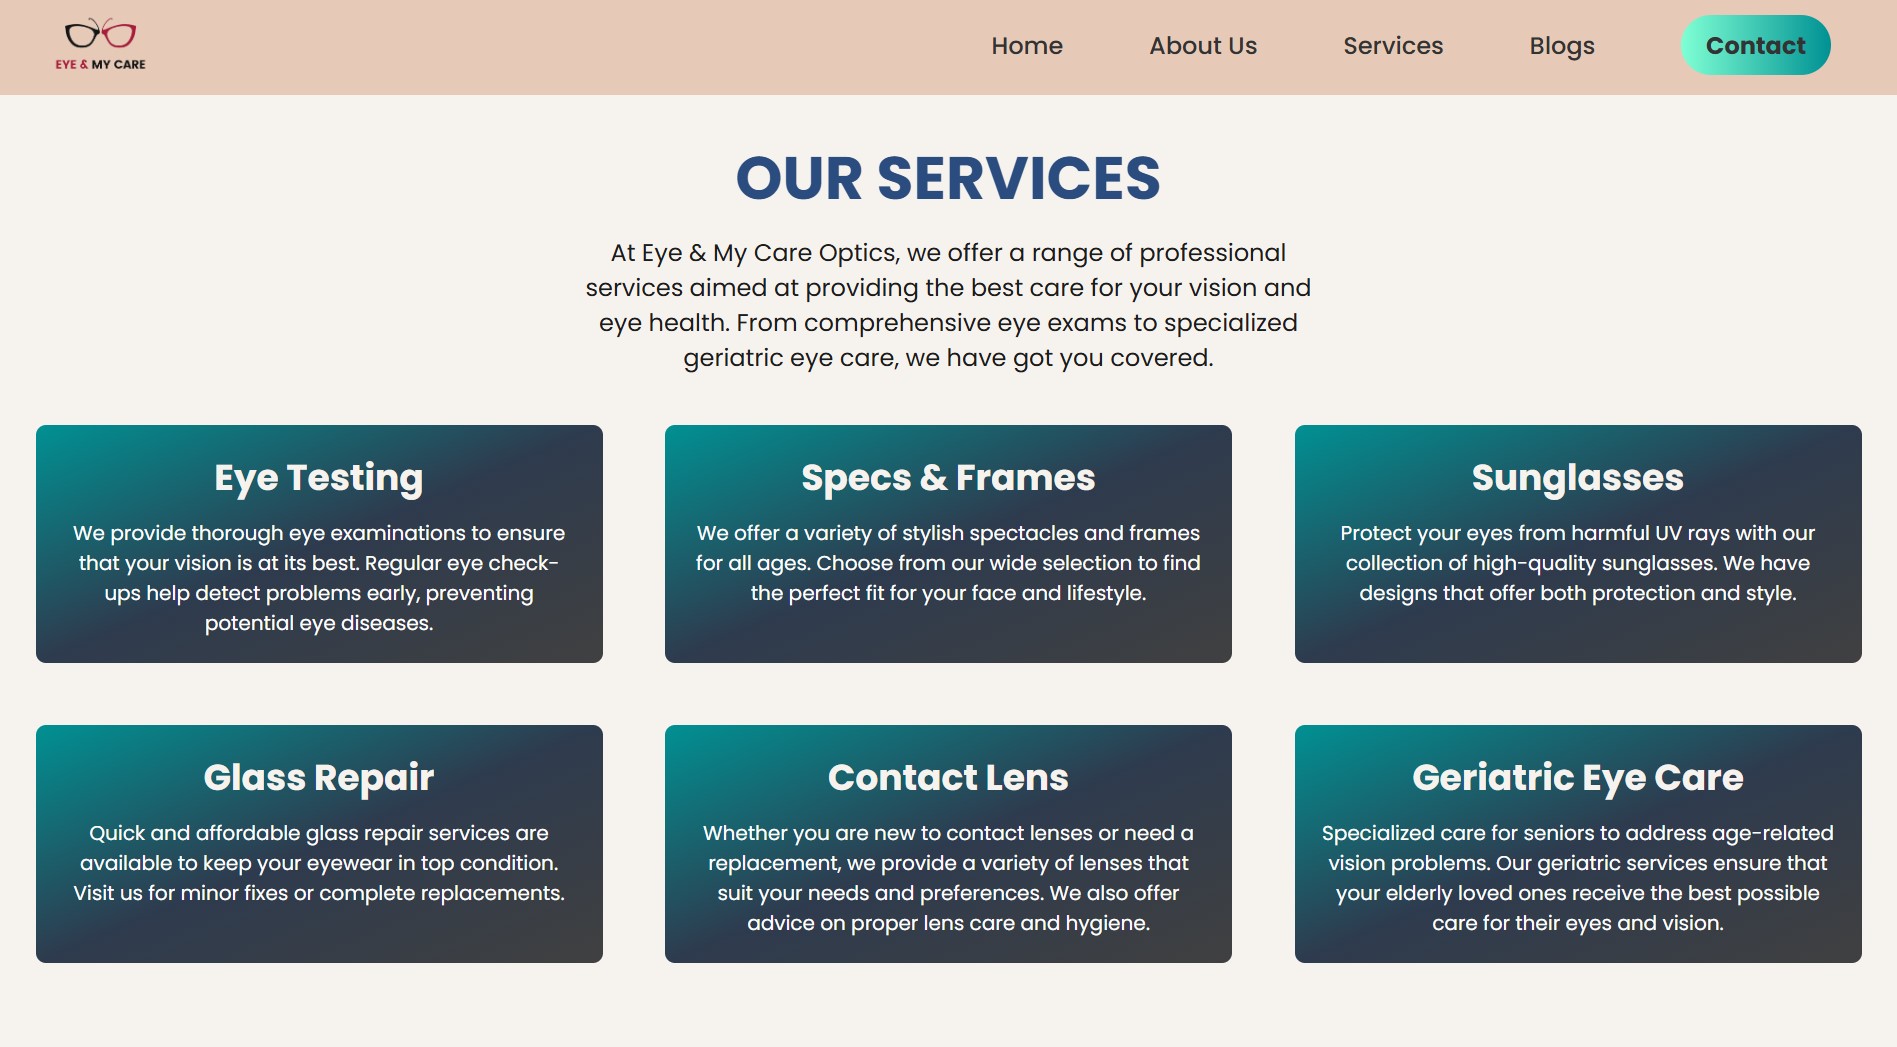 EYE & MY CARE
Home
About Us
Services
Blogs
Contact
OUR SERVICES
At Eye & My Care Optics, we offer a range of professional
services aimed at providing the best care for your vision and
eye health. From comprehensive eye exams to specialized
geriatric eye care, we have got you covered.
Eye Testing
We provide thorough eye examinations to ensure
that your vision is at its best. Regular eye check-
ups help detect problems early, preventing
potential eye diseases.
Specs & Frames
We offer a variety of stylish spectacles and frames
for all ages. Choose from our wide selection to find
the perfect fit for your face and lifestyle.
Sunglasses
Protect your eyes from harmful UV rays with our
collection of high-quality sunglasses. We have
designs that offer both protection and style.
Glass Repair
Quick and affordable glass repair services are
available to keep your eyewear in top condition.
Visit us for minor fixes or complete replacements.
Contact Lens
Whether you are new to contact lenses or need a
replacement, we provide a variety of lenses that
suit your needs and preferences. We also offer
advice on proper lens care and hygiene.
Geriatric Eye Care
Specialized care for seniors to address age-related
vision problems. Our geriatric services ensure that
your elderly loved ones receive the best possible
care for their eyes and vision.